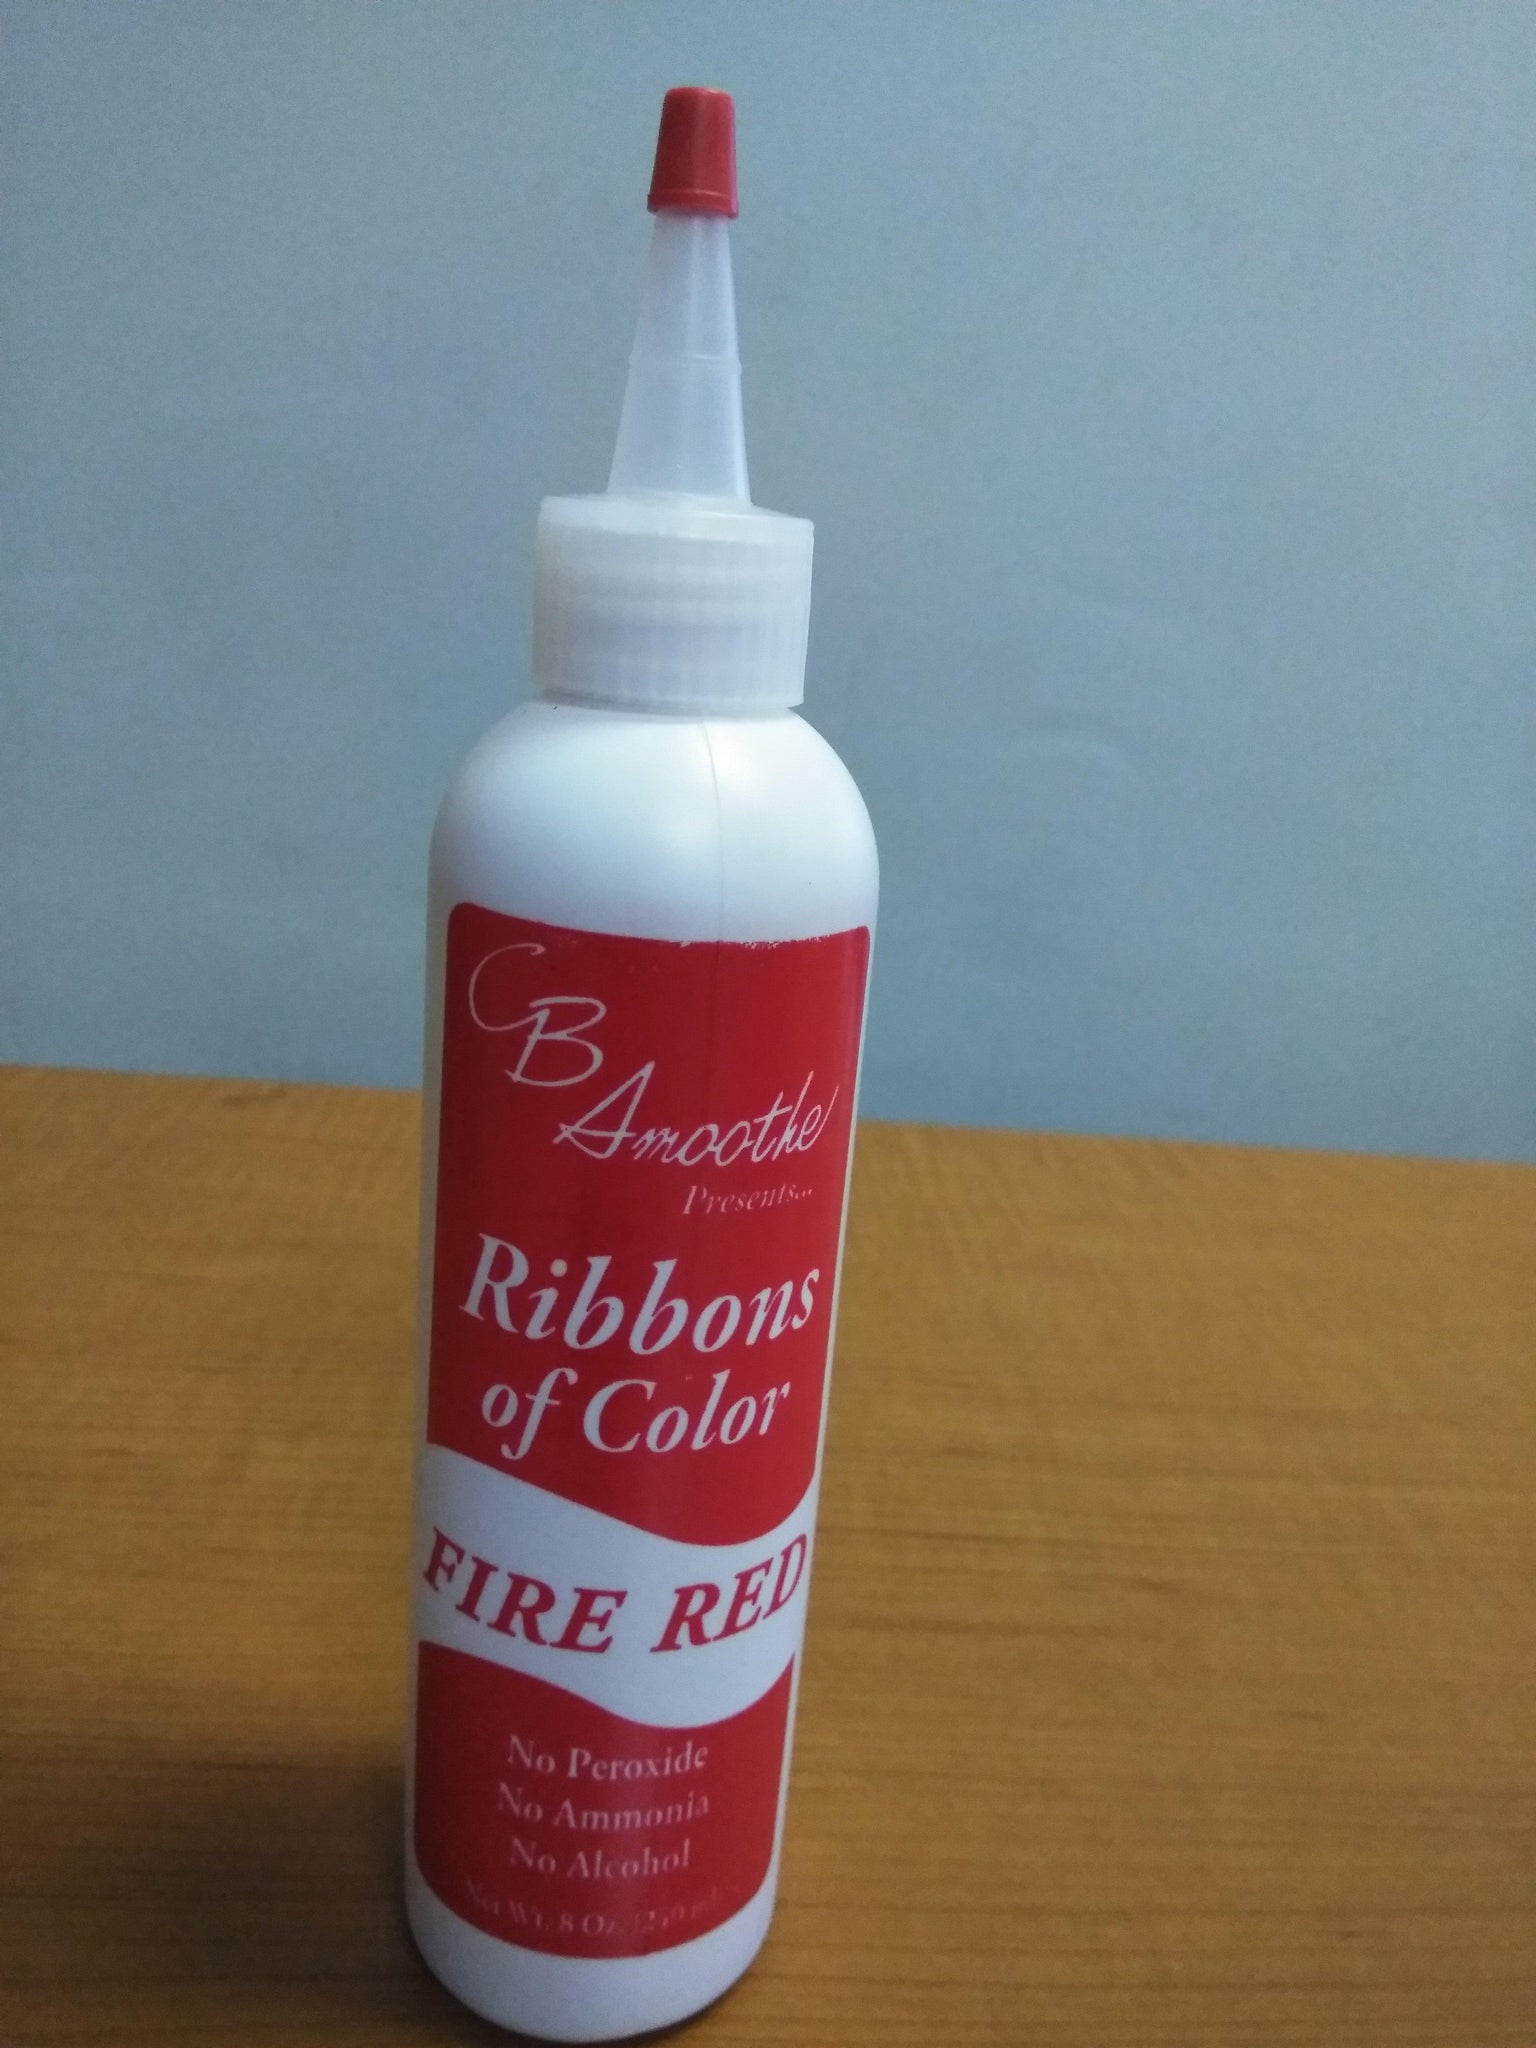 CB Smoothe
Presents...
Ribbons
of Color
FIRE RED
No Peroxide
No Ammonia
No Alcohol
Net Wt. 8 Oz.